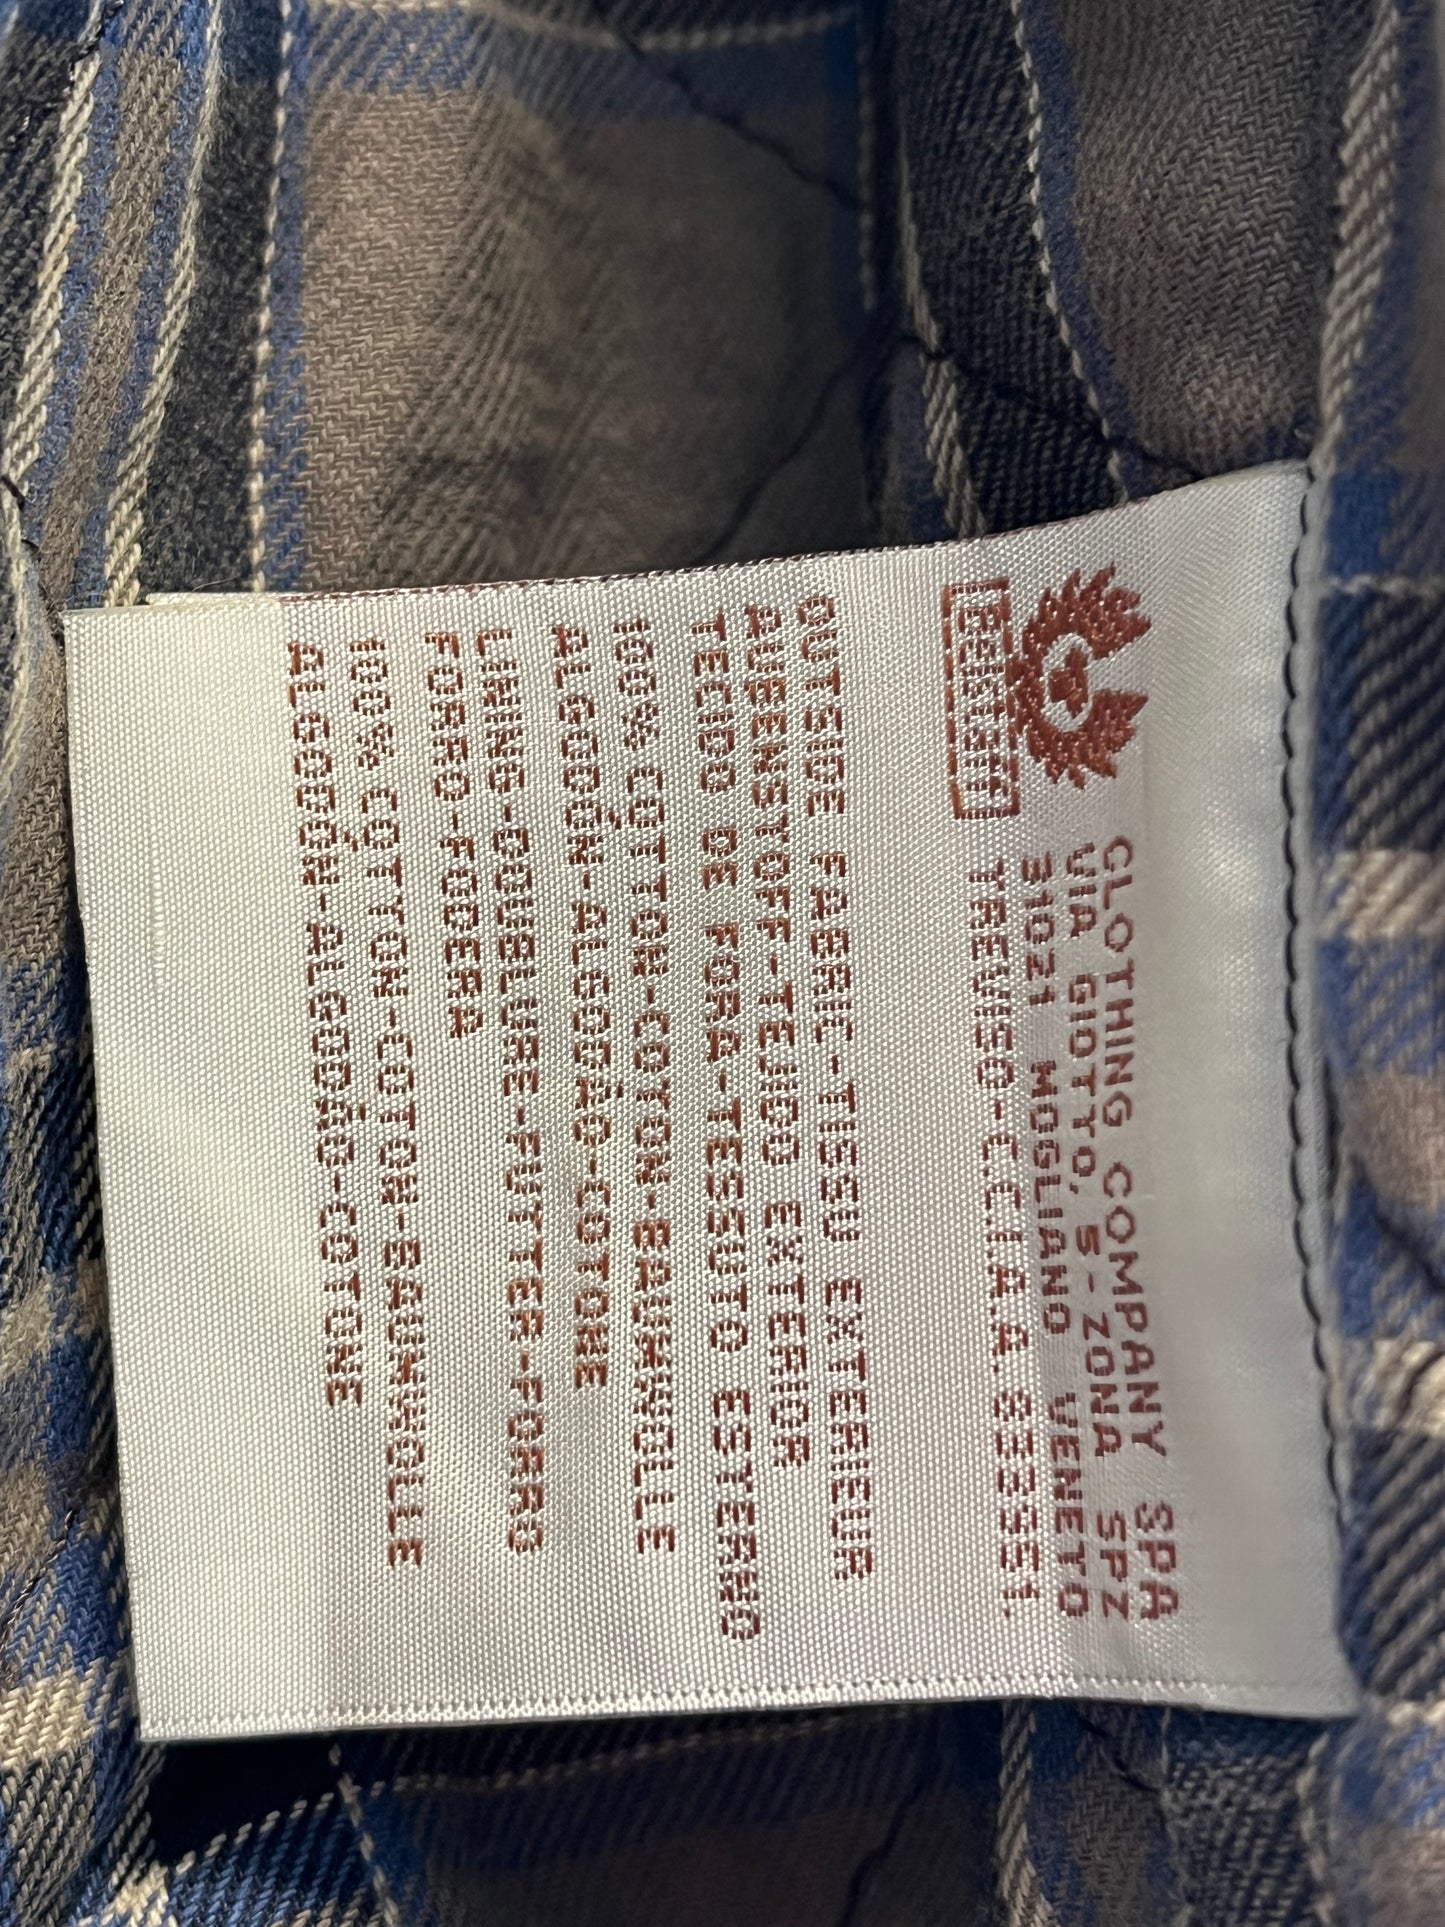 Belstaff
CLOTHING COMPANY SPA
VIA GIOTTO, 5-ZONA SPZ
31021 MOGLIANO VENETO
TREVISO-C.C.I.A.A. 83351.
OUTSIDE FABRIC-TISSU EXTERIEUR
AUßENSTOFF-TEJIDO EXTERIOR
TECIDO DE FORA-TESSUTO ESTERNO
100% COTTON-COTON-BAUMWOLLE
ALGODÓN-ALGODÃO-COTONE
LINING-DOUBLURE-FUTTER-FORRO
FORRO-FODERA
100% COTTON-COTON-BAUMWOLLE
ALGODÓN-ALGODÃO-COTONE